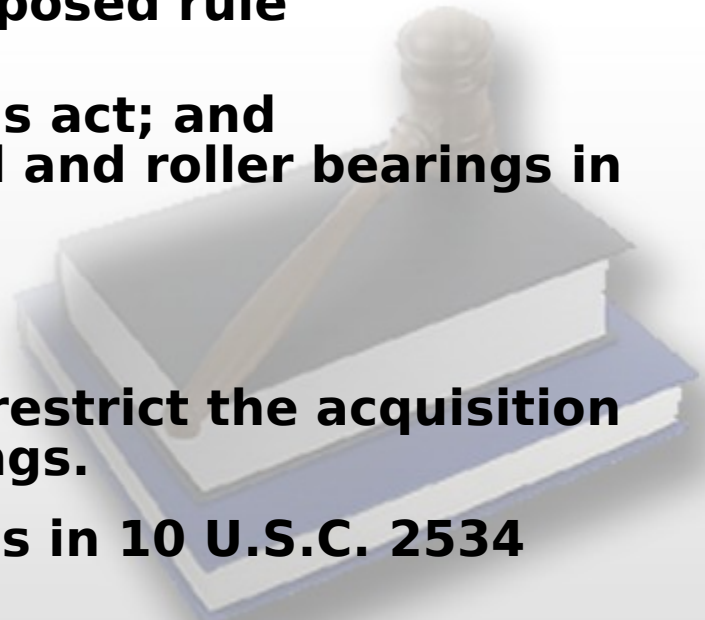 posed rule
s act; and
and roller bearings in
restrict the acquisition
ngs.
s in 10 U.S.C. 2534